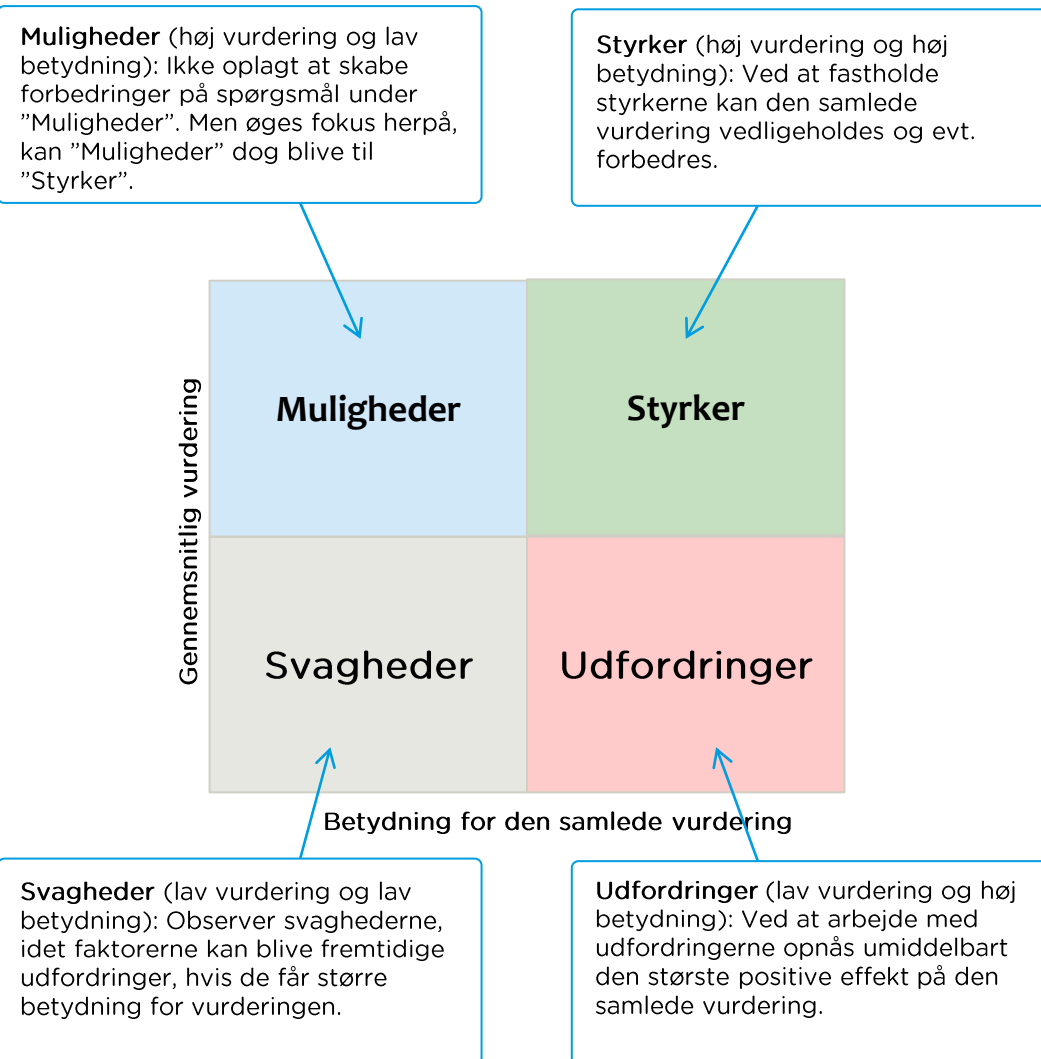 Muligheder (høj vurdering og lav
betydning): Ikke oplagt at skabe
forbedringer på spørgsmål under
”Muligheder”. Men øges fokus herpå,
kan ”Muligheder” dog blive til
”Styrker”.
Styrker (høj vurdering og høj
betydning): Ved at fastholde
styrkerne kan den samlede
vurdering vedligeholdes og evt.
forbedres.
Gennemsnitlig vurdering
Muligheder
Styrker
Svagheder
Udfordringer
Betydning for den samlede vurdering
Svagheder (lav vurdering og lav
betydning): Observer svaghederne,
idet faktorerne kan blive fremtidige
udfordringer, hvis de får større
betydning for vurderingen.
Udfordringer (lav vurdering og høj
betydning): Ved at arbejde med
udfordringerne opnås umiddelbart
den største positive effekt på den
samlede vurdering.